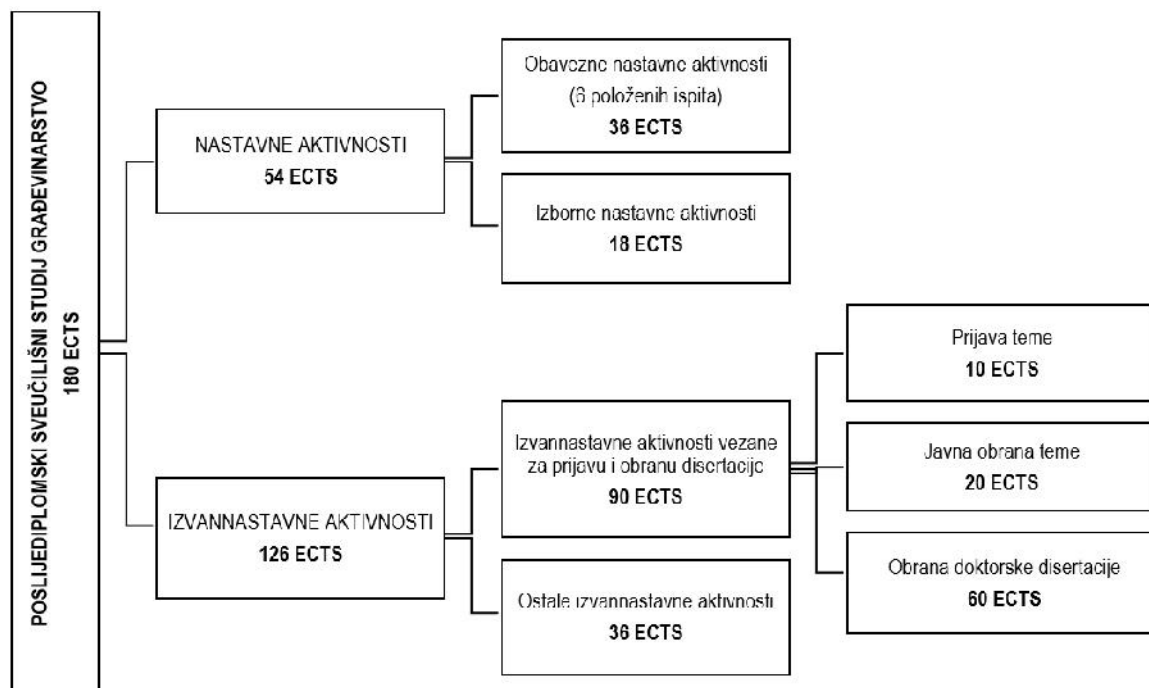 POSLIJEDIPLOMSKI SVEUČILIŠNI STUDIJ GRAĐEVINARSTVO
180 ECTS
NASTAVNE AKTIVNOSTI
54 ECTS
Obavezne nastavne aktivnosti
(6 položenih ispita)
36 ECTS
Izborne nastavne aktivnosti
18 ECTS
IZVANNASTAVNE AKTIVNOSTI
126 ECTS
Izvannastavne aktivnosti vezane
za prijavu i obranu disertacije
90 ECTS
Prijava teme
10 ECTS
Javna obrana teme
20 ECTS
Obrana doktorske disertacije
60 ECTS
Ostale izvannastavne aktivnosti
36 ECTS